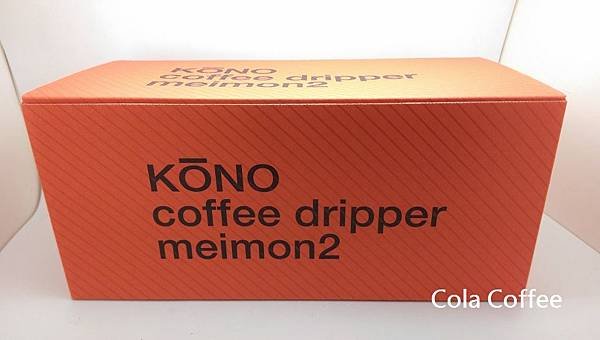 KŌNO
coffee dripper
meimon2
KŌNO
coffee dripper
meimon2
Cola Coffee